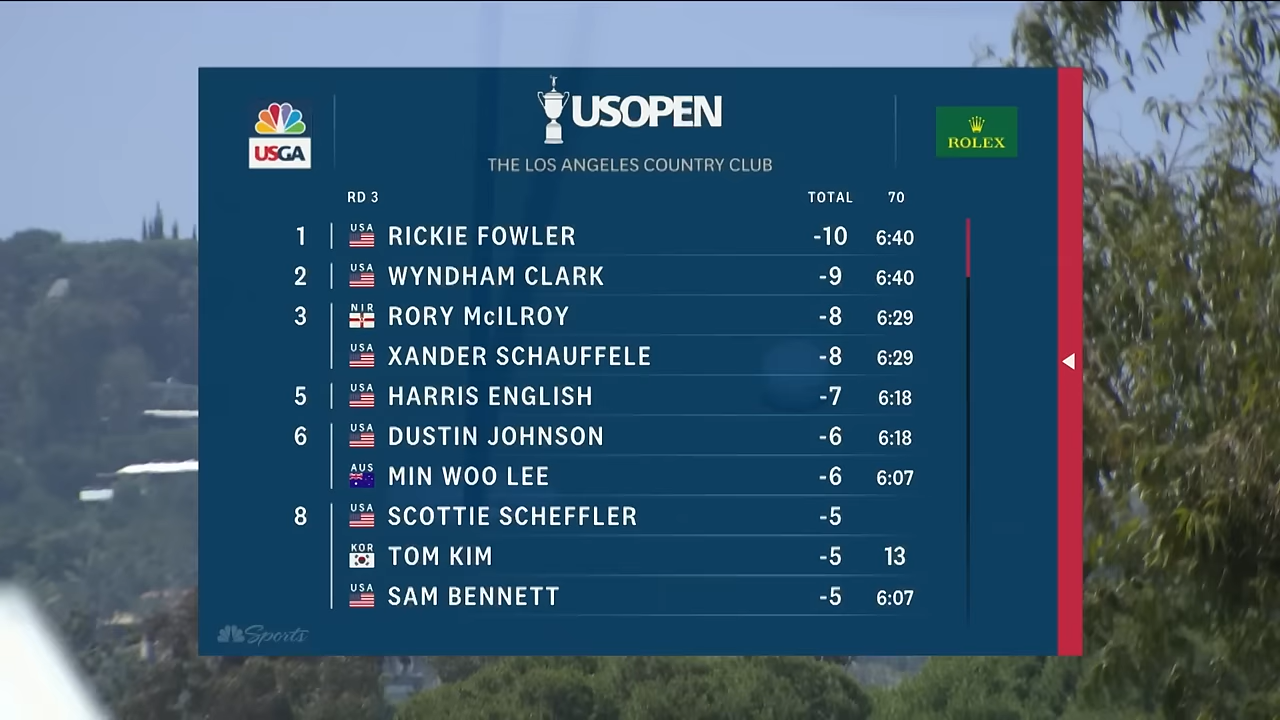 USOPEN
USGA
ROLEX
THE LOS ANGELES COUNTRY CLUB
RD 3 TOTAL 70
1 USA RICKIE FOWLER -10 6:40
2 USA WYNDHAM CLARK -9 6:40
3 NIR RORY McILROY -8 6:29
USA XANDER SCHAUFFELE -8 6:29
5 USA HARRIS ENGLISH -7 6:18
6 USA DUSTIN JOHNSON -6 6:18
AUS MIN WOO LEE -6 6:07
8 USA SCOTTIE SCHEFFLER -5
KOR TOM KIM -5 13
USA SAM BENNETT -5 6:07
Sports